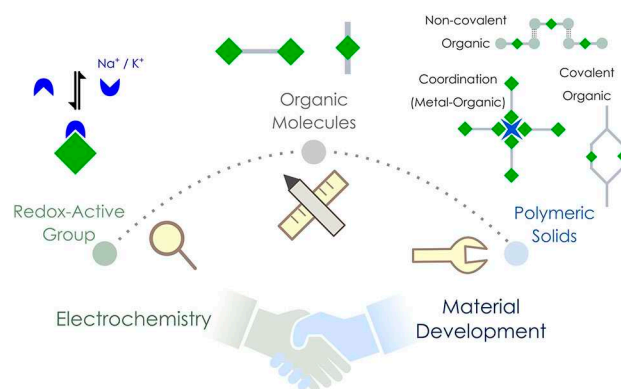 Non-covalent
Organic
Na⁺ / K⁺
Coordination
(Metal-Organic)
Covalent
Organic
Organic
Molecules
Redox-Active
Group
Polymeric
Solids
Electrochemistry
Material
Development